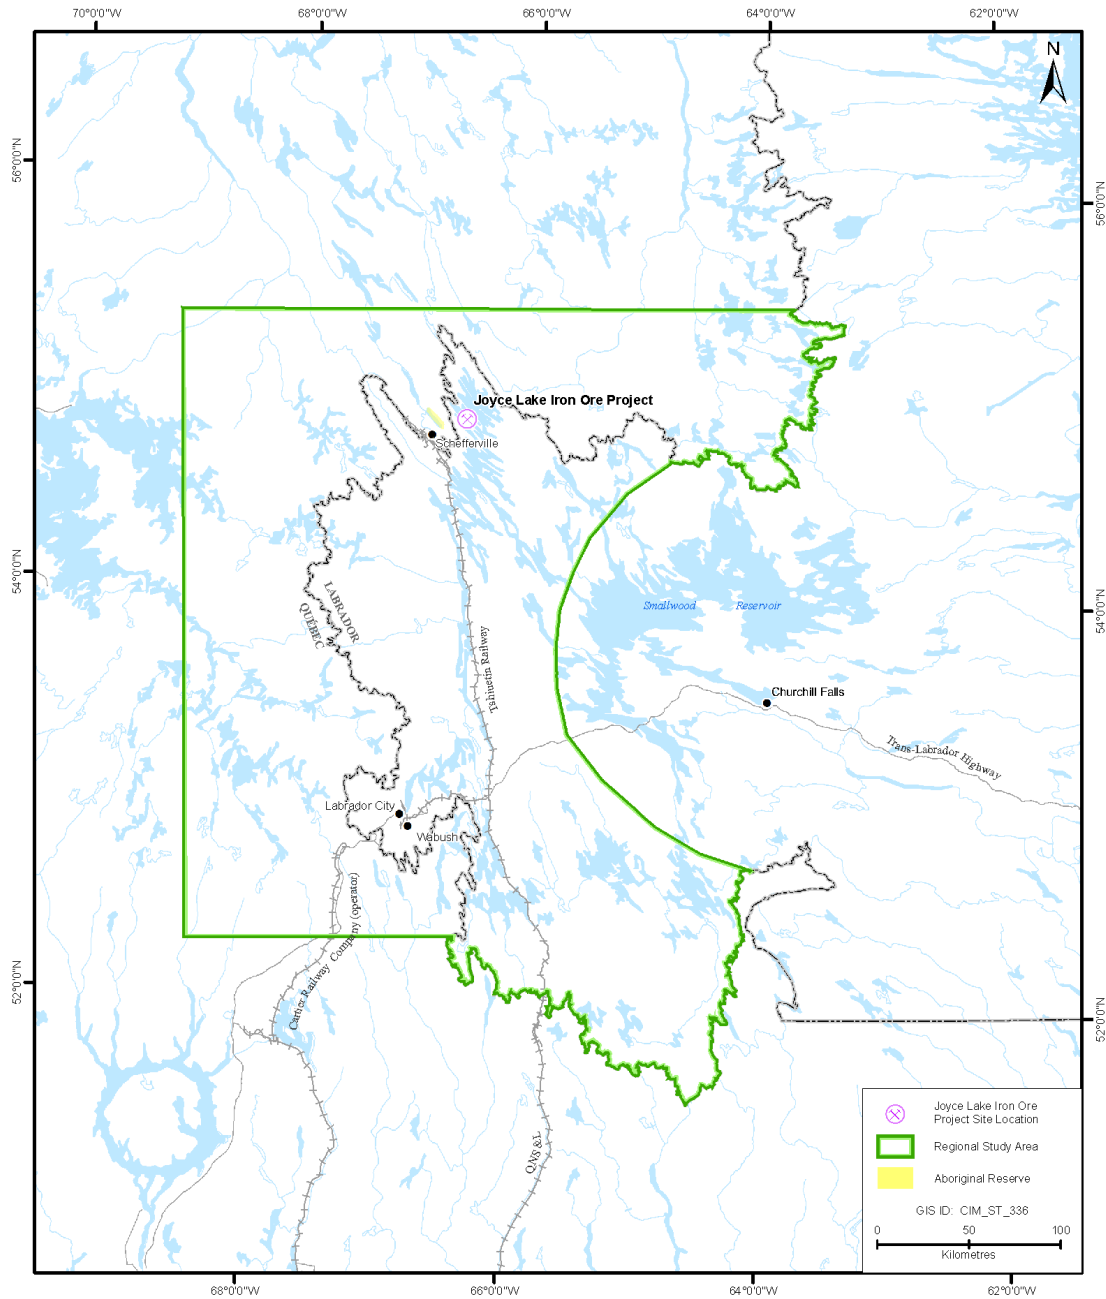 70°0'0"W
68°0'0"W
66°0'0"W
64°0'0"W
62°0'0"W
N
56°0'0"N
56°0'0"N
Joyce Lake Iron Ore Project
Schefferville
54°0'0"N
54°0'0"N
LABRADOR
QUÉBEC
Smallwood Reservoir
Tshiuetin Railway
Churchill Falls
Trans-Labrador Highway
Labrador City
Wabush
Cartier Railway Company (operator)
52°0'0"N
52°0'0"N
QNS&L
Joyce Lake Iron Ore
Project Site Location
Regional Study Area
Aboriginal Reserve
GIS ID: CIM_ST_336
0 50 100
Kilometres
68°0'0"W
66°0'0"W
64°0'0"W
62°0'0"W